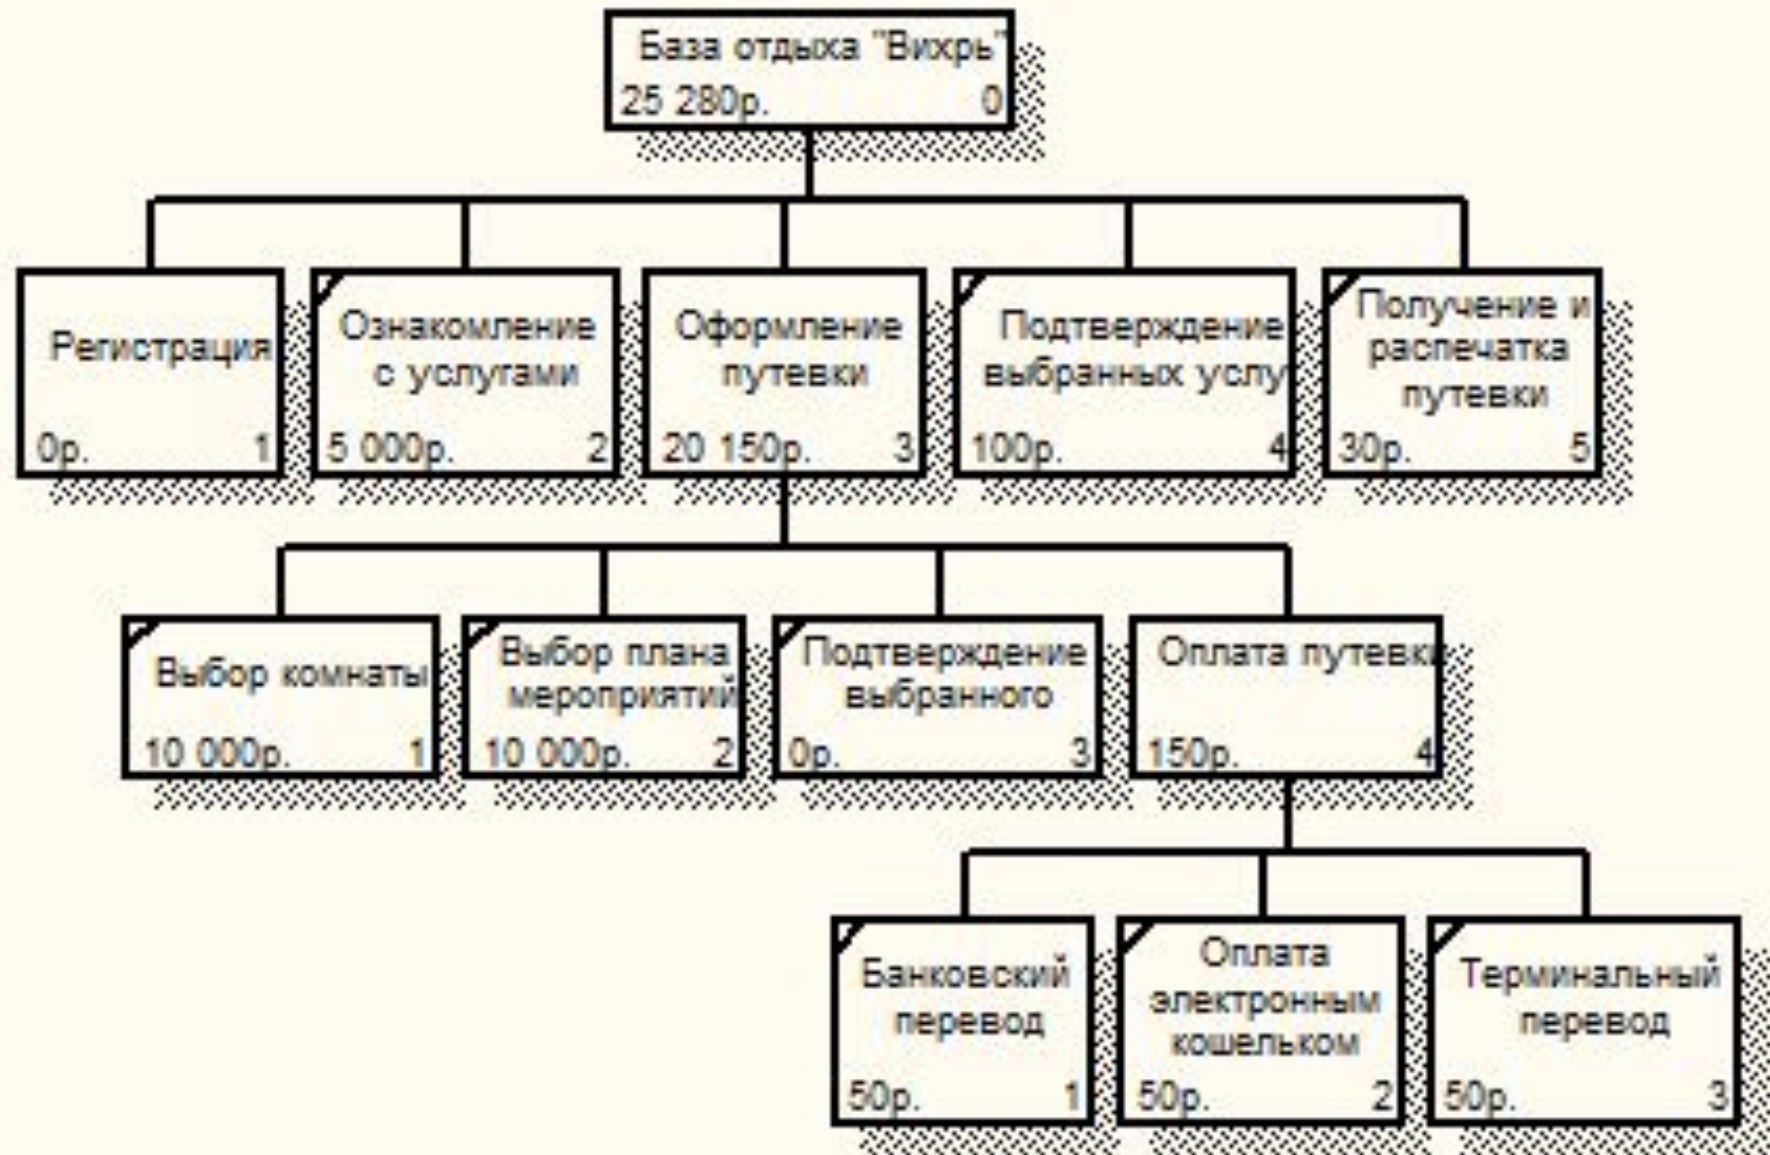 База отдыха "Вихрь"
25 280р. 0
Регистрация
0р. 1
Ознакомление
с услугами
5 000р. 2
Оформление
путевки
20 150р. 3
Подтверждение
выбранных услу
100р. 4
Получение и
распечатка
путевки
30р. 5
Выбор комнаты
10 000р. 1
Выбор плана
мероприятий
10 000р. 2
Подтверждение
выбранного
0р. 3
Оплата путевки
150р. 4
Банковский
перевод
50р. 1
Оплата
электронным
кошельком
50р. 2
Терминальный
перевод
50р. 3